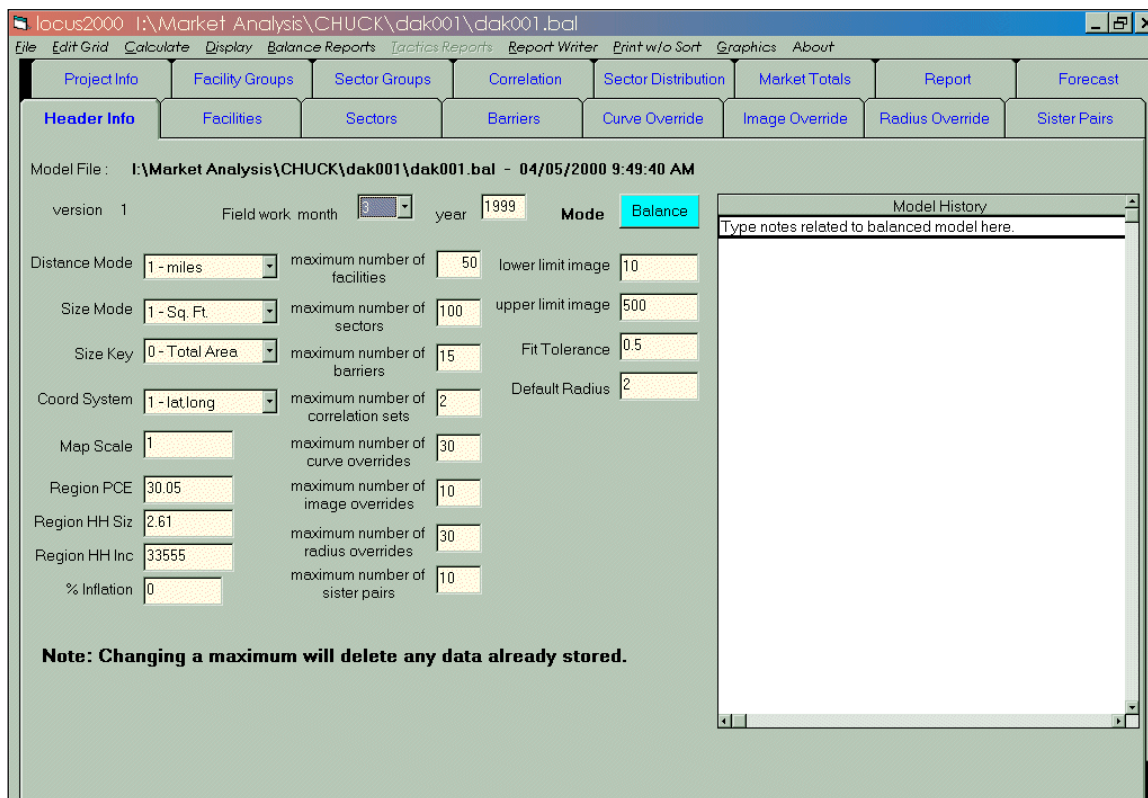 locus2000 I:\Market Analysis\CHUCK\dak001\dak001.bal
File Edit Grid Calculate Display Balance Reports Tactics Reports Report Writer Print w/o Sort Graphics About
Project Info Facility Groups Sector Groups Correlation Sector Distribution Market Totals Report Forecast
Header Info Facilities Sectors Barriers Curve Override Image Override Radius Override Sister Pairs
Model File : I:\Market Analysis\CHUCK\dak001\dak001.bal - 04/05/2000 9:49:40 AM
version 1 Field work month 3 year 1999 Mode Balance
Model History
Type notes related to balanced model here.
Distance Mode 1 - miles
Size Mode 1 - Sq. Ft.
Size Key 0 - Total Area
Coord System 1 - lat,long
Map Scale 1
Region PCE 30.05
Region HH Siz 2.61
Region HH Inc 33555
% Inflation 0
maximum number of
facilities 50
maximum number of
sectors 100
maximum number of
barriers 15
maximum number of
correlation sets 2
maximum number of
curve overrides 30
maximum number of
image overrides 10
maximum number of
radius overrides 30
maximum number of
sister pairs 10
lower limit image 10
upper limit image 500
Fit Tolerance 0.5
Default Radius 2
Note: Changing a maximum will delete any data already stored.